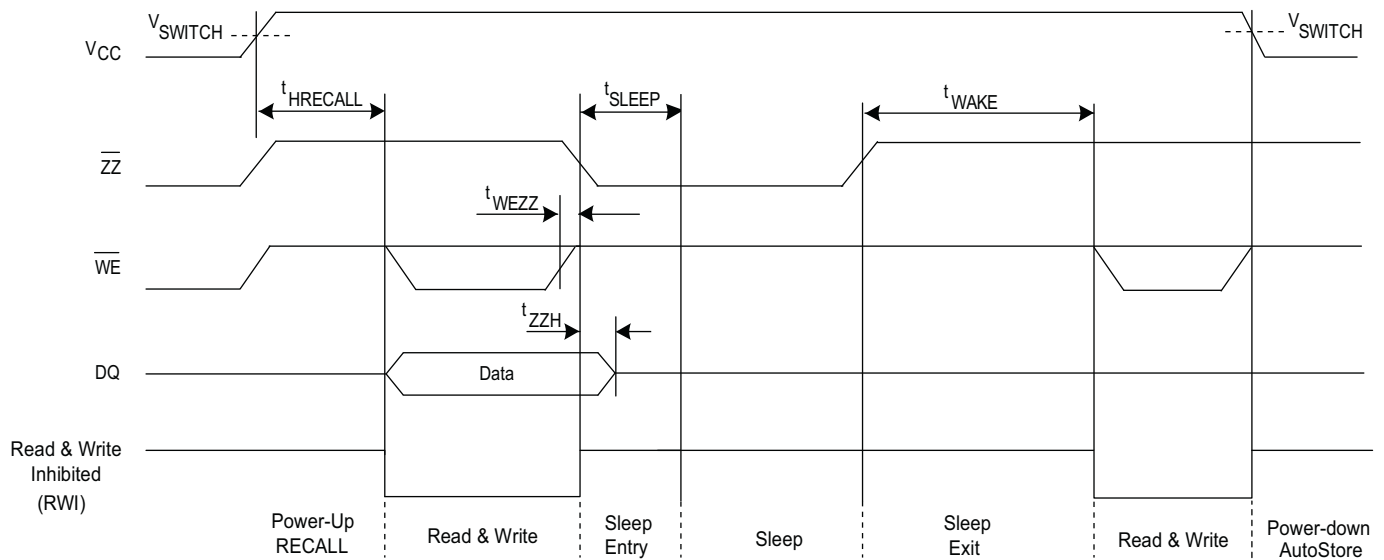 VSWITCH
VSWITCH
VCC
tHRECALL
tSLEEP
tWAKE
ZZ
tWEZZ
WE
tZZH
DQ
Data
Read & Write
Inhibited
(RWI)
Power-Up
RECALL
Read & Write
Sleep
Entry
Sleep
Sleep
Exit
Read & Write
Power-down
AutoStore